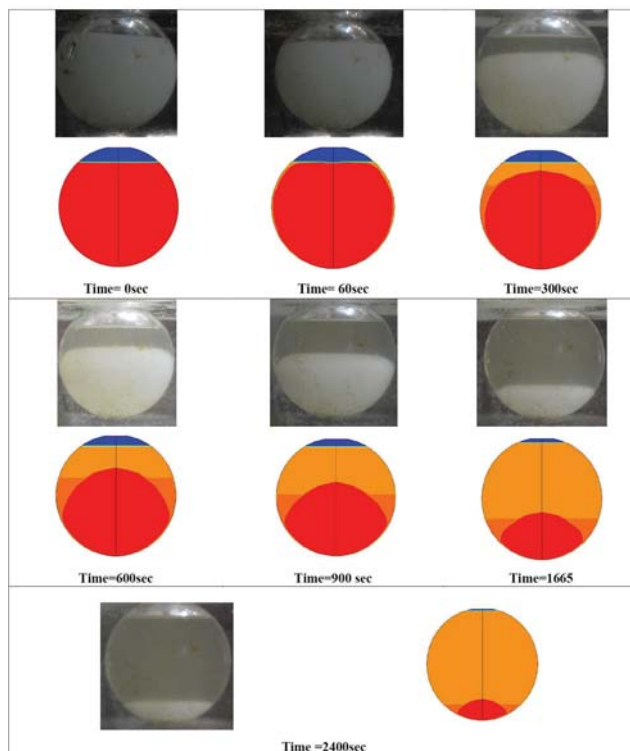 Time= 0sec
Time= 60sec
Time=300sec
Time=600sec
Time=900 sec
Time=1665
Time =2400sec